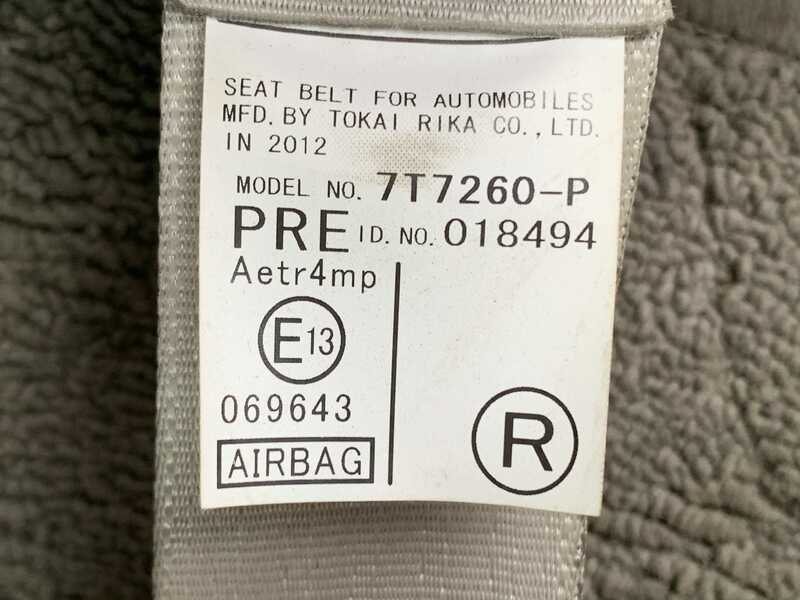 SEAT BELT FOR AUTOMOBILES
MFD. BY TOKAI RIKA CO., LTD.
IN 2012
MODEL NO. 7T7260-P
PRE ID. NO. 018494
Aetr4mp
E13
069643
AIRBAG
R